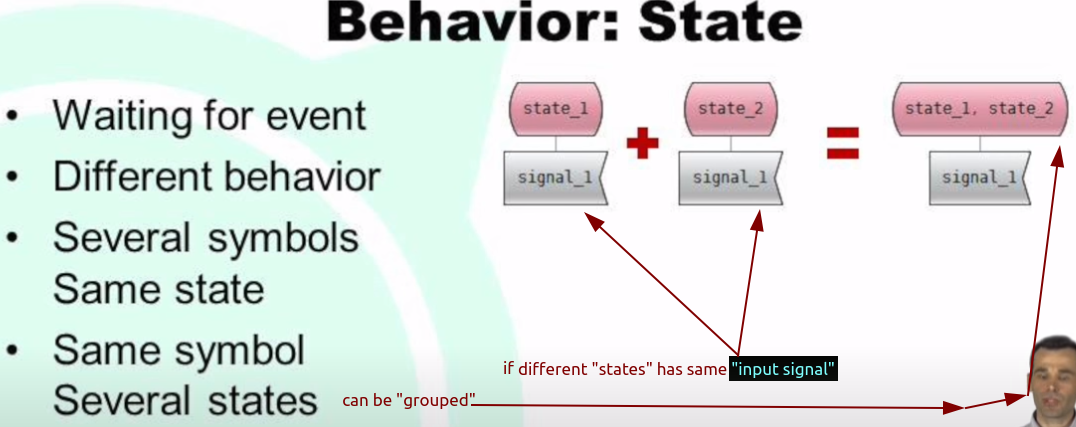 Behavior: State
• Waiting for event
• Different behavior
• Several symbols
Same state
• Same symbol
Several states
state_1
+
state_2
=
state_1, state_2
signal_1
signal_1
signal_1
if different "states" has same "input signal"
can be "grouped"